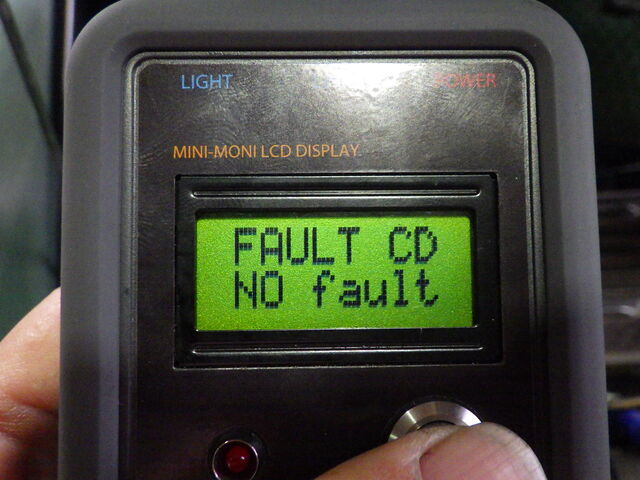 LIGHT POWER
MINI-MONI LCD DISPLAY
FAULT CD
NO fault